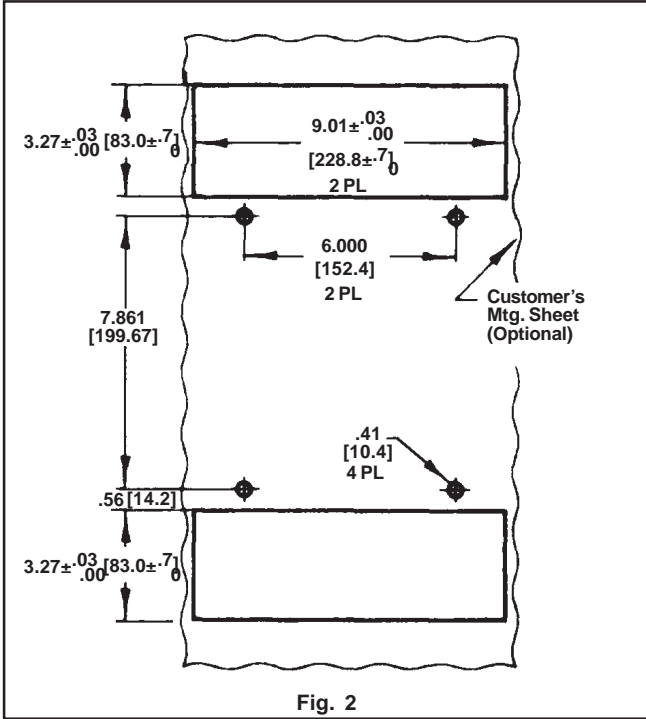 3.27±.03 .00 [83.0±.7 0]
9.01±.03 .00
[228.8±.7 0]
2 PL
6.000
[152.4]
2 PL
7.861
[199.67]
Customer's
Mtg. Sheet
(Optional)
.41
[10.4]
4 PL
.56 [14.2]
3.27±.03 .00 [83.0±.7 0]
Fig. 2